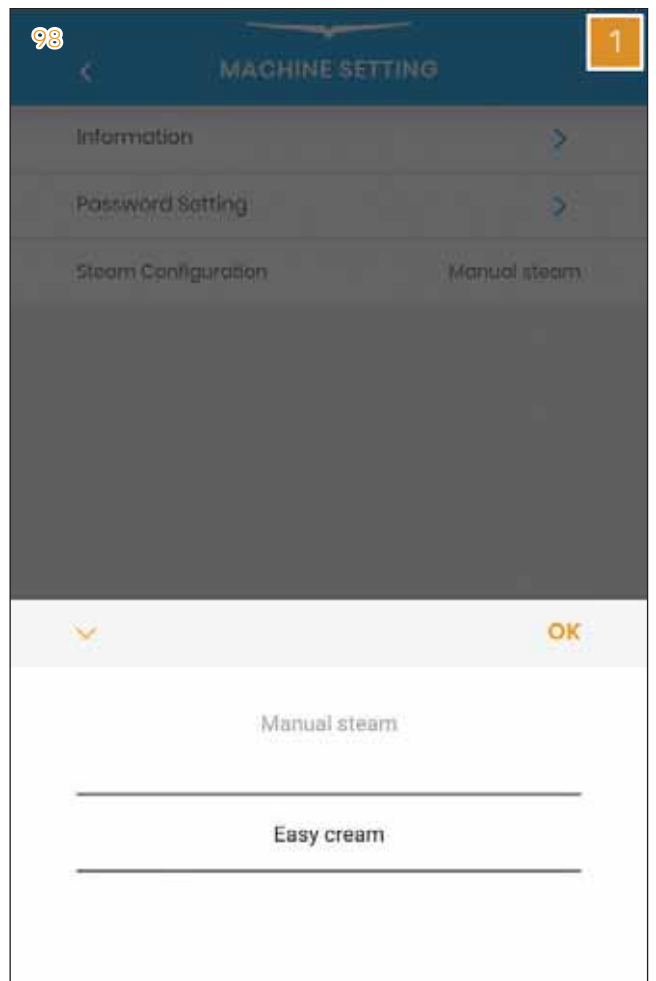 98
1
MACHINE SETTING
Information
Password Setting
Steam Configuration Manual steam
OK
Manual steam
Easy cream